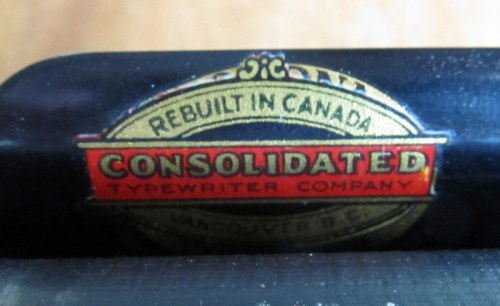 REBUILT IN CANADA
CONSOLIDATED
TYPEWRITER COMPANY
VANCOUVER B.C.